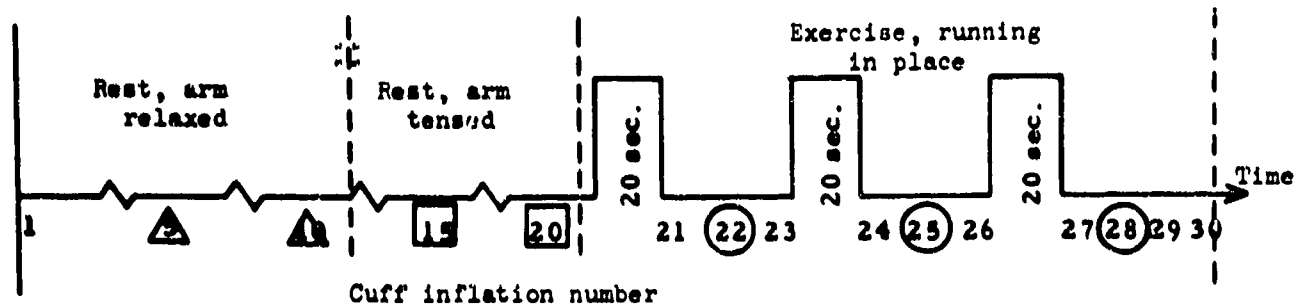 Rest, arm
relaxed
Rest, arm
tensed
Exercise, running
in place
20 sec.
20 sec.
20 sec.
Time
1
15
20
21
22
23
24
25
26
27
28
29
30
Cuff inflation number